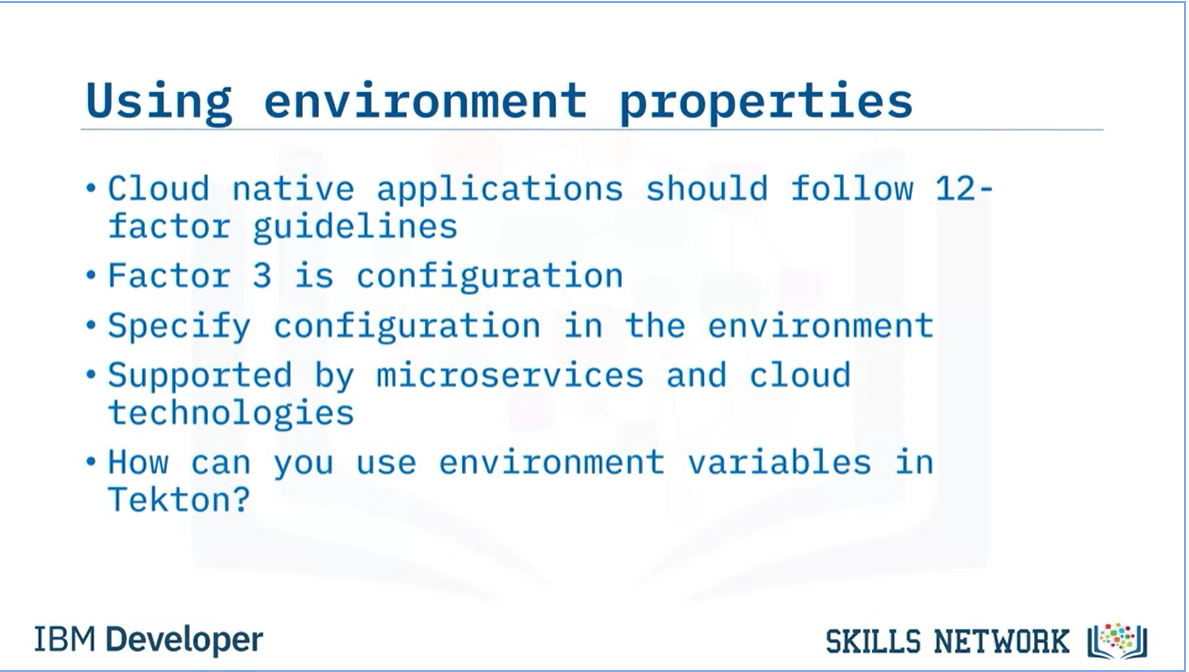 Using environment properties
• Cloud native applications should follow 12-
factor guidelines
• Factor 3 is configuration
• Specify configuration in the environment
• Supported by microservices and cloud
technologies
• How can you use environment variables in
Tekton?
IBM Developer
SKILLS NETWORK